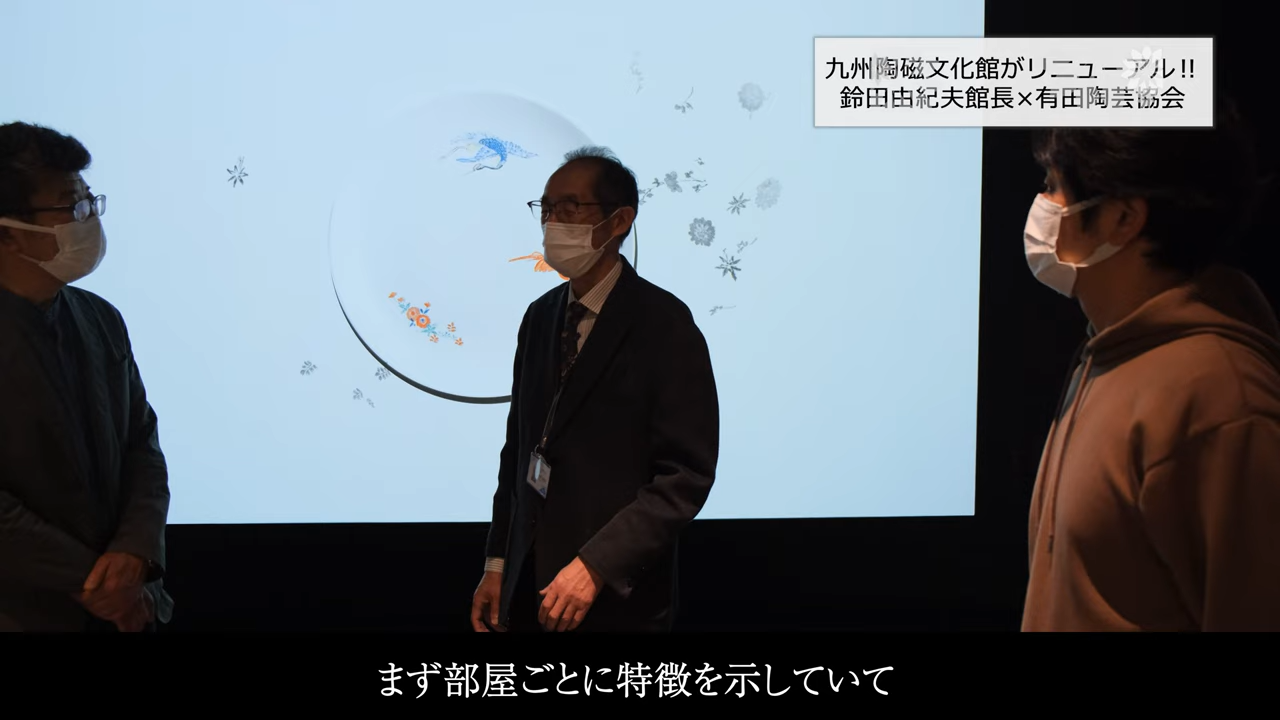 九州陶磁文化館がリニューアル!!
鈴田由紀夫館長×有田陶芸協会
まず部屋ごとに特徴を示していて